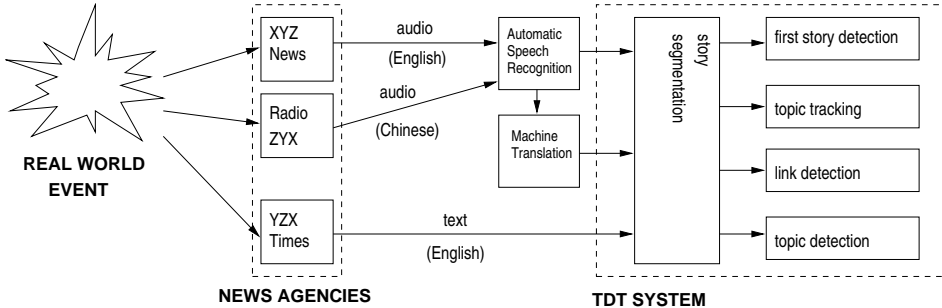 REAL WORLD
EVENT
XYZ
News
Radio
ZYX
YZX
Times
NEWS AGENCIES
audio
(English)
audio
(Chinese)
text
(English)
Automatic
Speech
Recognition
Machine
Translation
story
segmentation
first story detection
topic tracking
link detection
topic detection
TDT SYSTEM